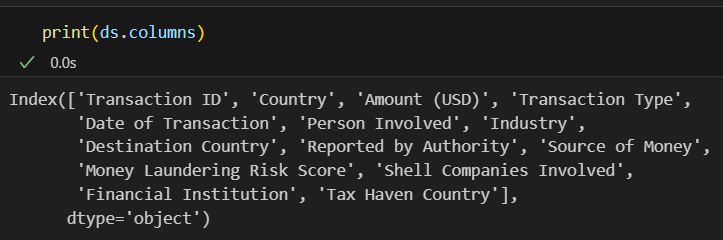 print(ds.columns)
0.0s
Index(['Transaction ID', 'Country', 'Amount (USD)', 'Transaction Type',
'Date of Transaction', 'Person Involved', 'Industry',
'Destination Country', 'Reported by Authority', 'Source of Money',
'Money Laundering Risk Score', 'Shell Companies Involved',
'Financial Institution', 'Tax Haven Country'],
dtype='object')